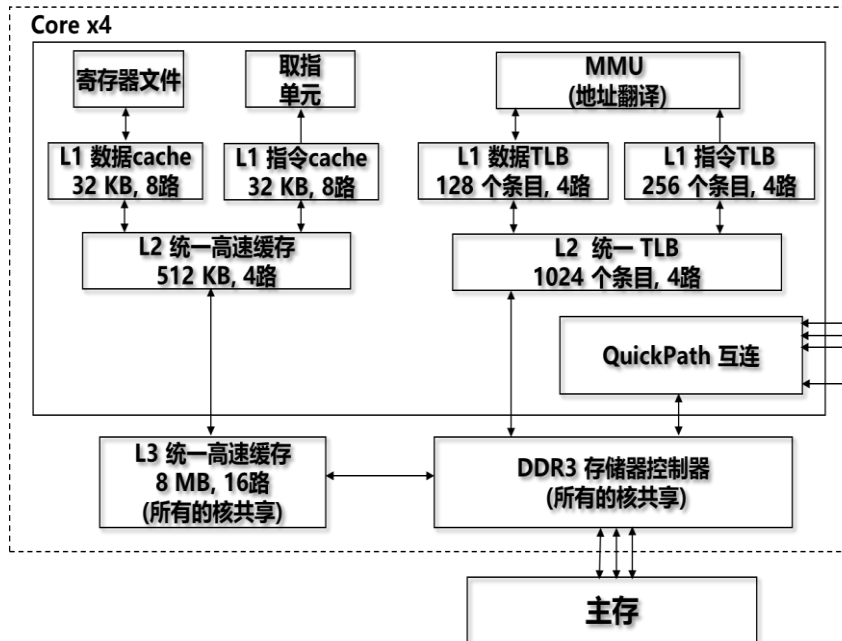 Core x4
寄存器文件
取指
单元
MMU
(地址翻译)
L1 数据cache
32 KB, 8路
L1 指令cache
32 KB, 8路
L1 数据TLB
128 个条目, 4路
L1 指令TLB
256 个条目, 4路
L2 统一高速缓存
512 KB, 4路
L2 统一 TLB
1024 个条目, 4路
QuickPath 互连
L3 统一高速缓存
8 MB, 16路
(所有的核共享)
DDR3 存储器控制器
(所有的核共享)
主存